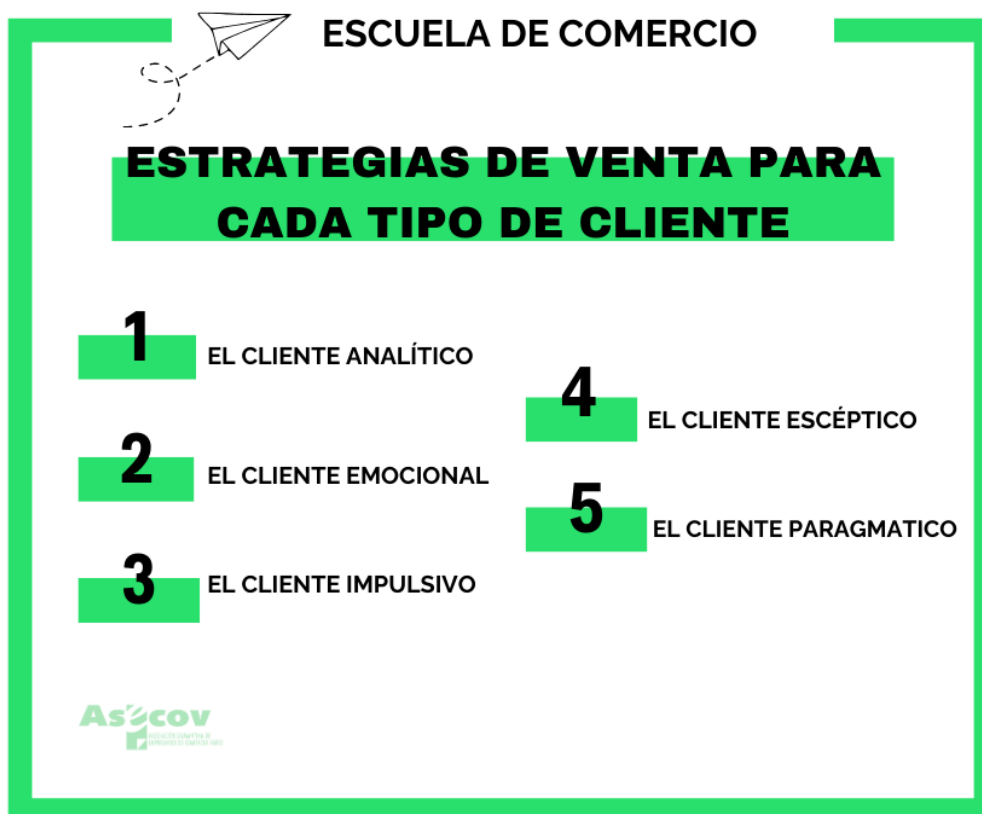 ESCUELA DE COMERCIO
ESTRATEGIAS DE VENTA PARA
CADA TIPO DE CLIENTE
1
EL CLIENTE ANALÍTICO
2
EL CLIENTE EMOCIONAL
3
EL CLIENTE IMPULSIVO
4
EL CLIENTE ESCÉPTICO
5
EL CLIENTE PARAGMATICO
Asecov